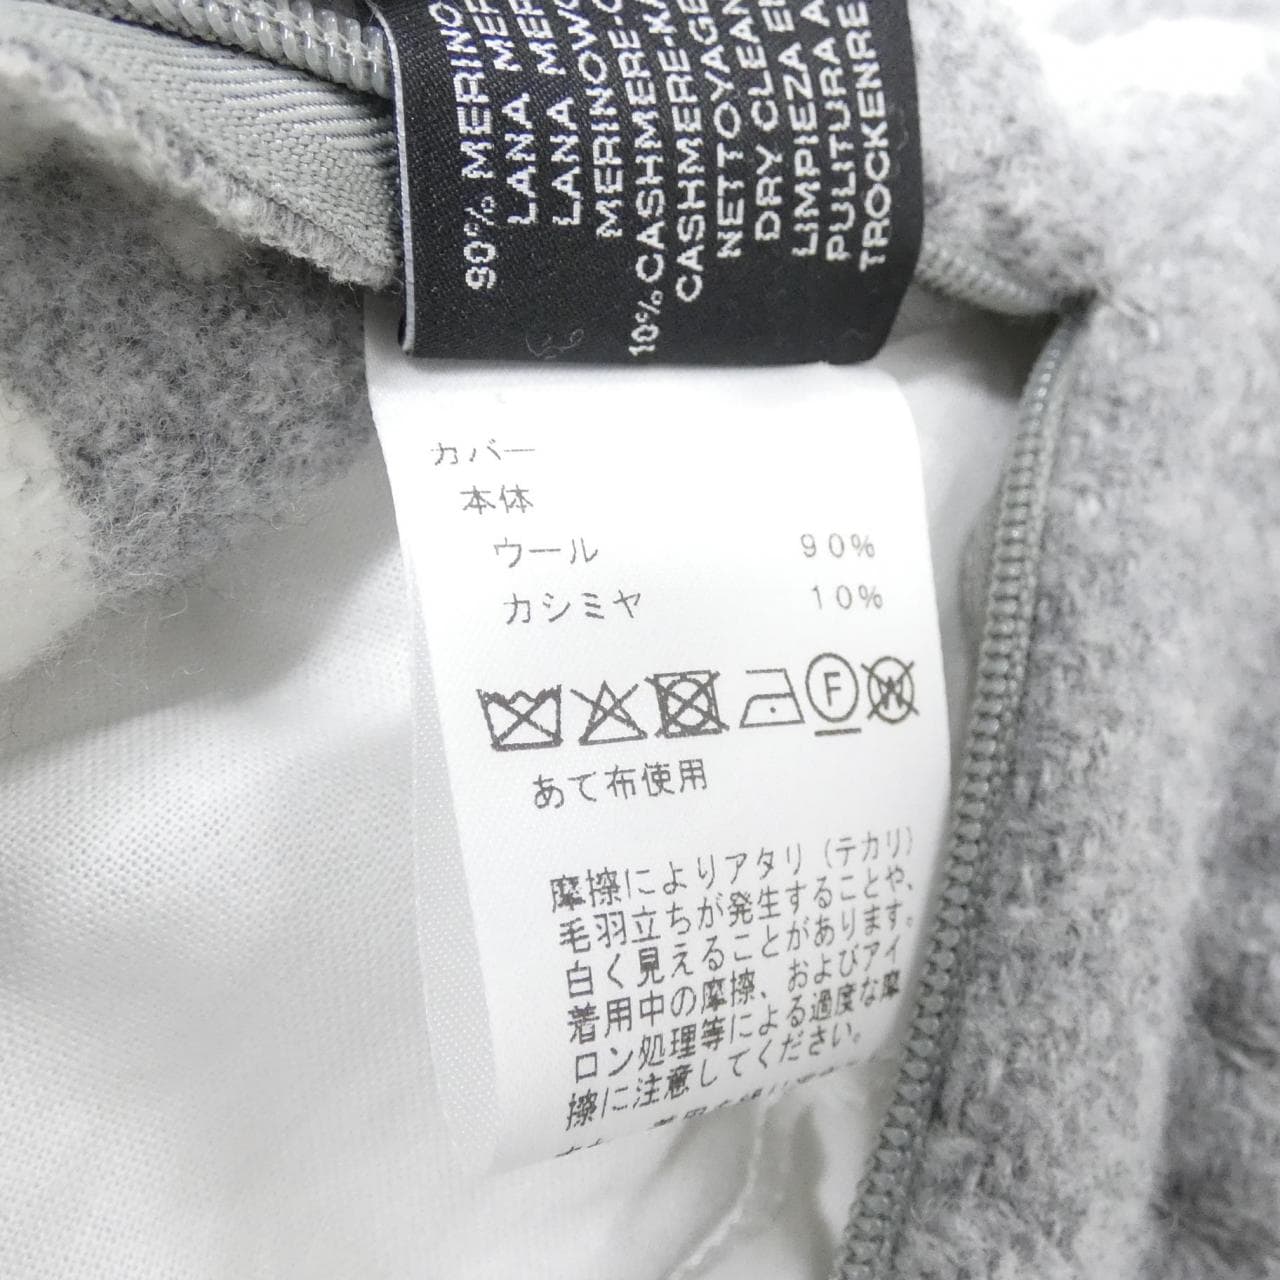 90% MERINO
LANA MER
LANA MER
MERINOWO
MERINO-
10% CASHMERE-
CASHMERE-KA
CASHMERE
NETTOYAGE
DRY CLEAN
LIMPIEZA
PULITURA A
TROCKENRE
カバー
本体
ウール 90%
カシミヤ 10%
F W
あて布使用
摩擦によりアタリ(テカリ)
毛羽立ちが発生することや、
白く見えることがあります。
着用中の摩擦、およびアイ
ロン処理等による過度な摩
擦に注意してください。